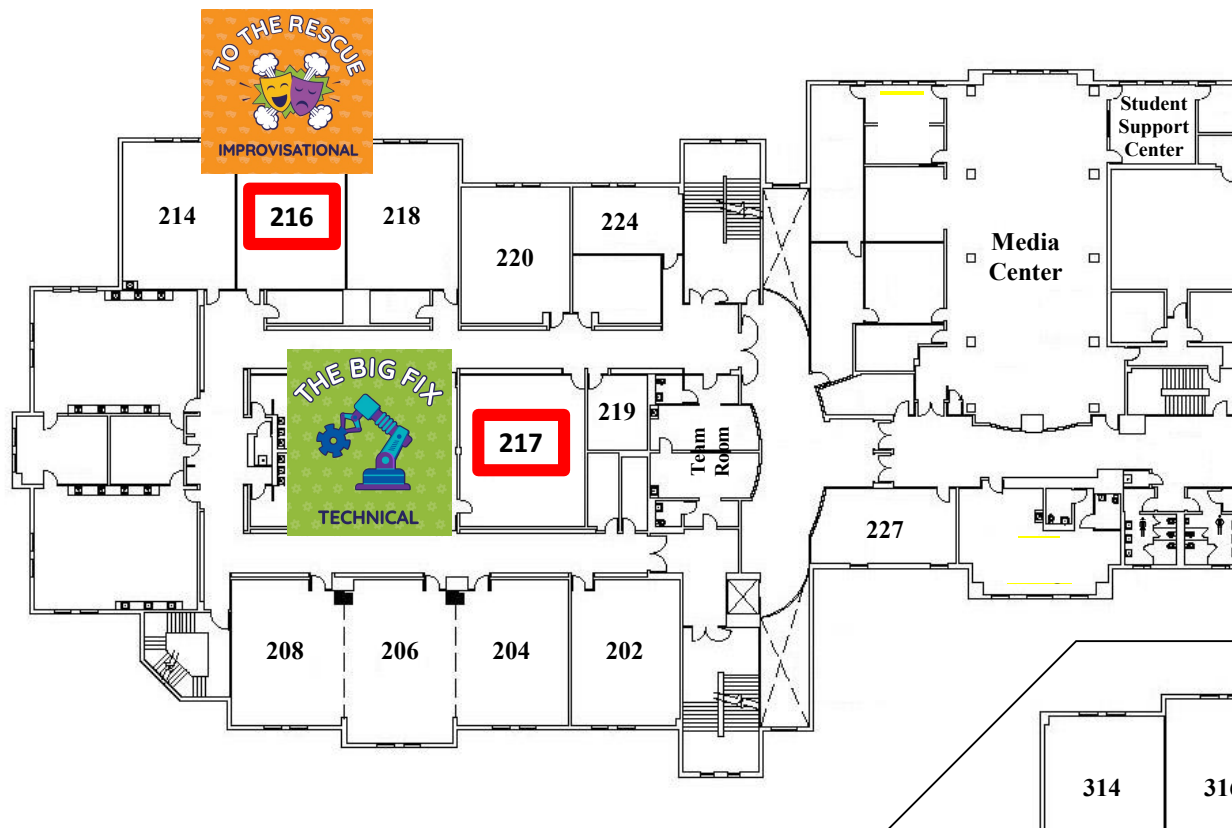 TO THE RESCUE
IMPROVISATIONAL
214
216
218
220
224
Student
Support
Center
Media
Center
THE BIG FIX
TECHNICAL
217
219
Team
Room
227
208
206
204
202
314